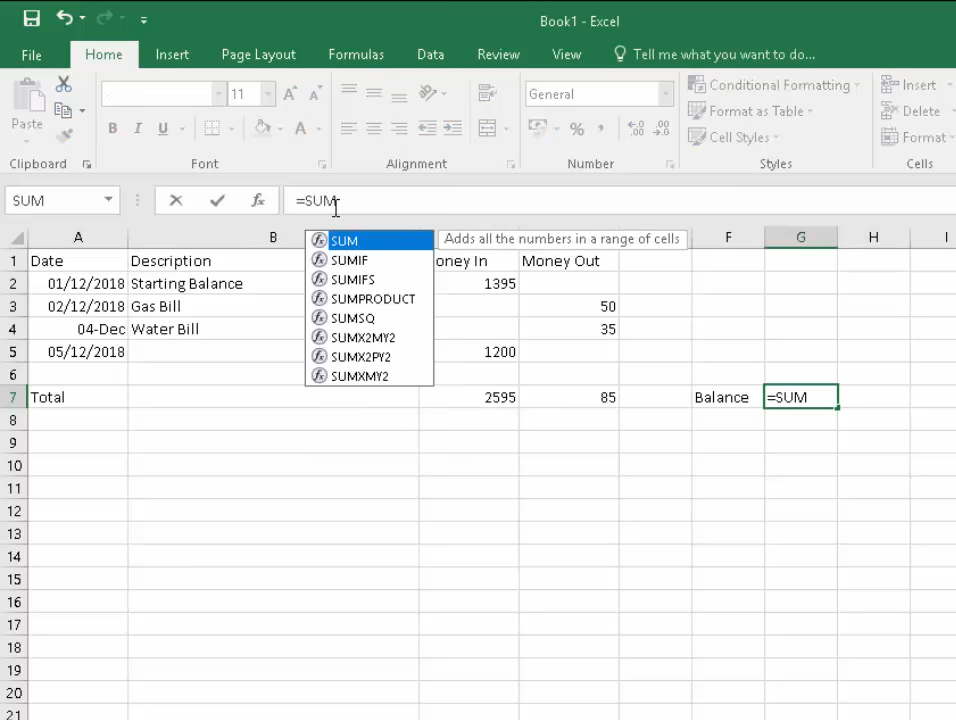 Book1 - Excel
File Home Insert Page Layout Formulas Data Review View Tell me what you want to do...
11 General Conditional Formatting Insert
Paste Format as Table Delete
B I U A % , Cell Styles Format
Clipboard Font Alignment Number Styles Cells
SUM fx =SUM
SUM Adds all the numbers in a range of cells
SUMIF
SUMIFS
SUMPRODUCT
SUMSQ
SUMX2MY2
SUMX2PY2
SUMXMY2
A B F G H I
1 Date Description oney In Money Out
2 01/12/2018 Starting Balance 1395
3 02/12/2018 Gas Bill 50
4 04-Dec Water Bill 35
5 05/12/2018 1200
6
7 Total 2595 85 Balance =SUM
8
9
10
11
12
13
14
15
16
17
18
19
20
21